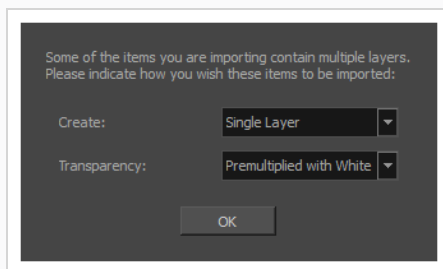 Some of the items you are importing contain multiple layers.
Please indicate how you wish these items to be imported:
Create: Single Layer
Transparency: Premultiplied with White
OK